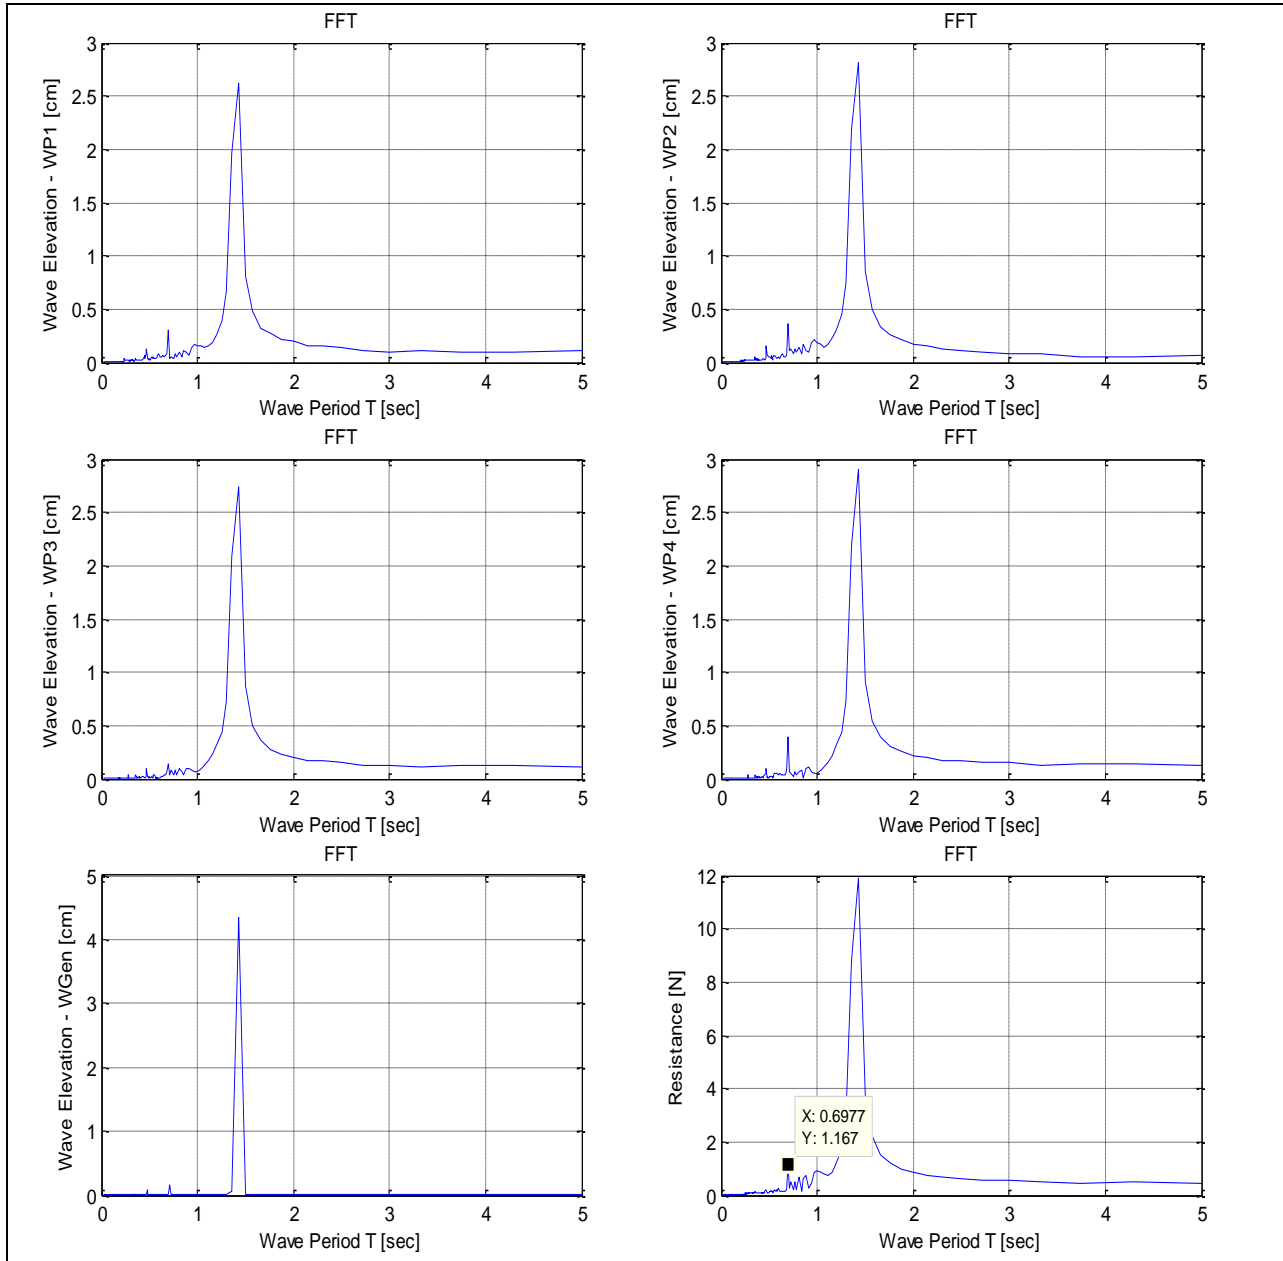 FFT
3
2.5
2
1.5
1
0.5
0
Wave Elevation - WP1 [cm]
0 1 2 3 4 5
Wave Period T [sec]
FFT
3
2.5
2
1.5
1
0.5
0
Wave Elevation - WP2 [cm]
0 1 2 3 4 5
Wave Period T [sec]
FFT
3
2.5
2
1.5
1
0.5
0
Wave Elevation - WP3 [cm]
0 1 2 3 4 5
Wave Period T [sec]
FFT
3
2.5
2
1.5
1
0.5
0
Wave Elevation - WP4 [cm]
0 1 2 3 4 5
Wave Period T [sec]
FFT
5
4
3
2
1
0
Wave Elevation - WGen [cm]
0 1 2 3 4 5
Wave Period T [sec]
FFT
12
10
8
6
4
2
0
Resistance [N]
X: 0.6977
Y: 1.167
0 1 2 3 4 5
Wave Period T [sec]